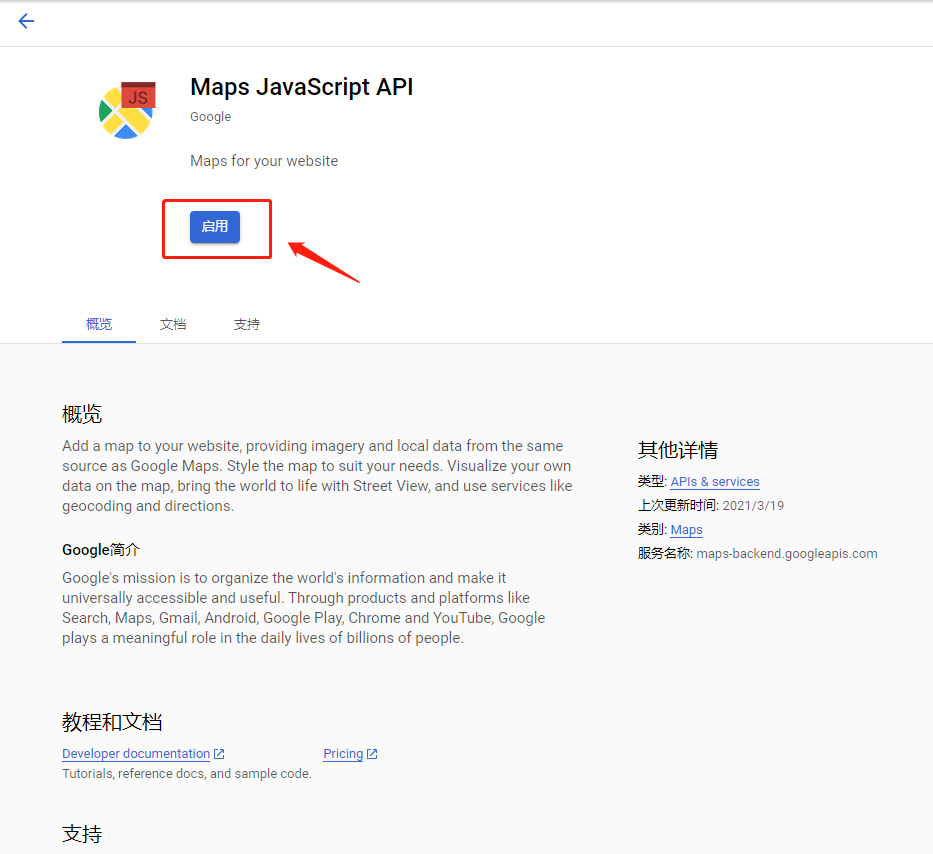 JS
Maps JavaScript API
Google
Maps for your website
启用
概览
文档
支持
概览
Add a map to your website, providing imagery and local data from the same
source as Google Maps. Style the map to suit your needs. Visualize your own
data on the map, bring the world to life with Street View, and use services like
geocoding and directions.
Google简介
Google's mission is to organize the world's information and make it
universally accessible and useful. Through products and platforms like
Search, Maps, Gmail, Android, Google Play, Chrome and YouTube, Google
plays a meaningful role in the daily lives of billions of people.
其他详情
类型: APIs & services
上次更新时间: 2021/3/19
类别: Maps
服务名称: maps-backend.googleapis.com
教程和文档
Developer documentation
Tutorials, reference docs, and sample code.
Pricing
支持